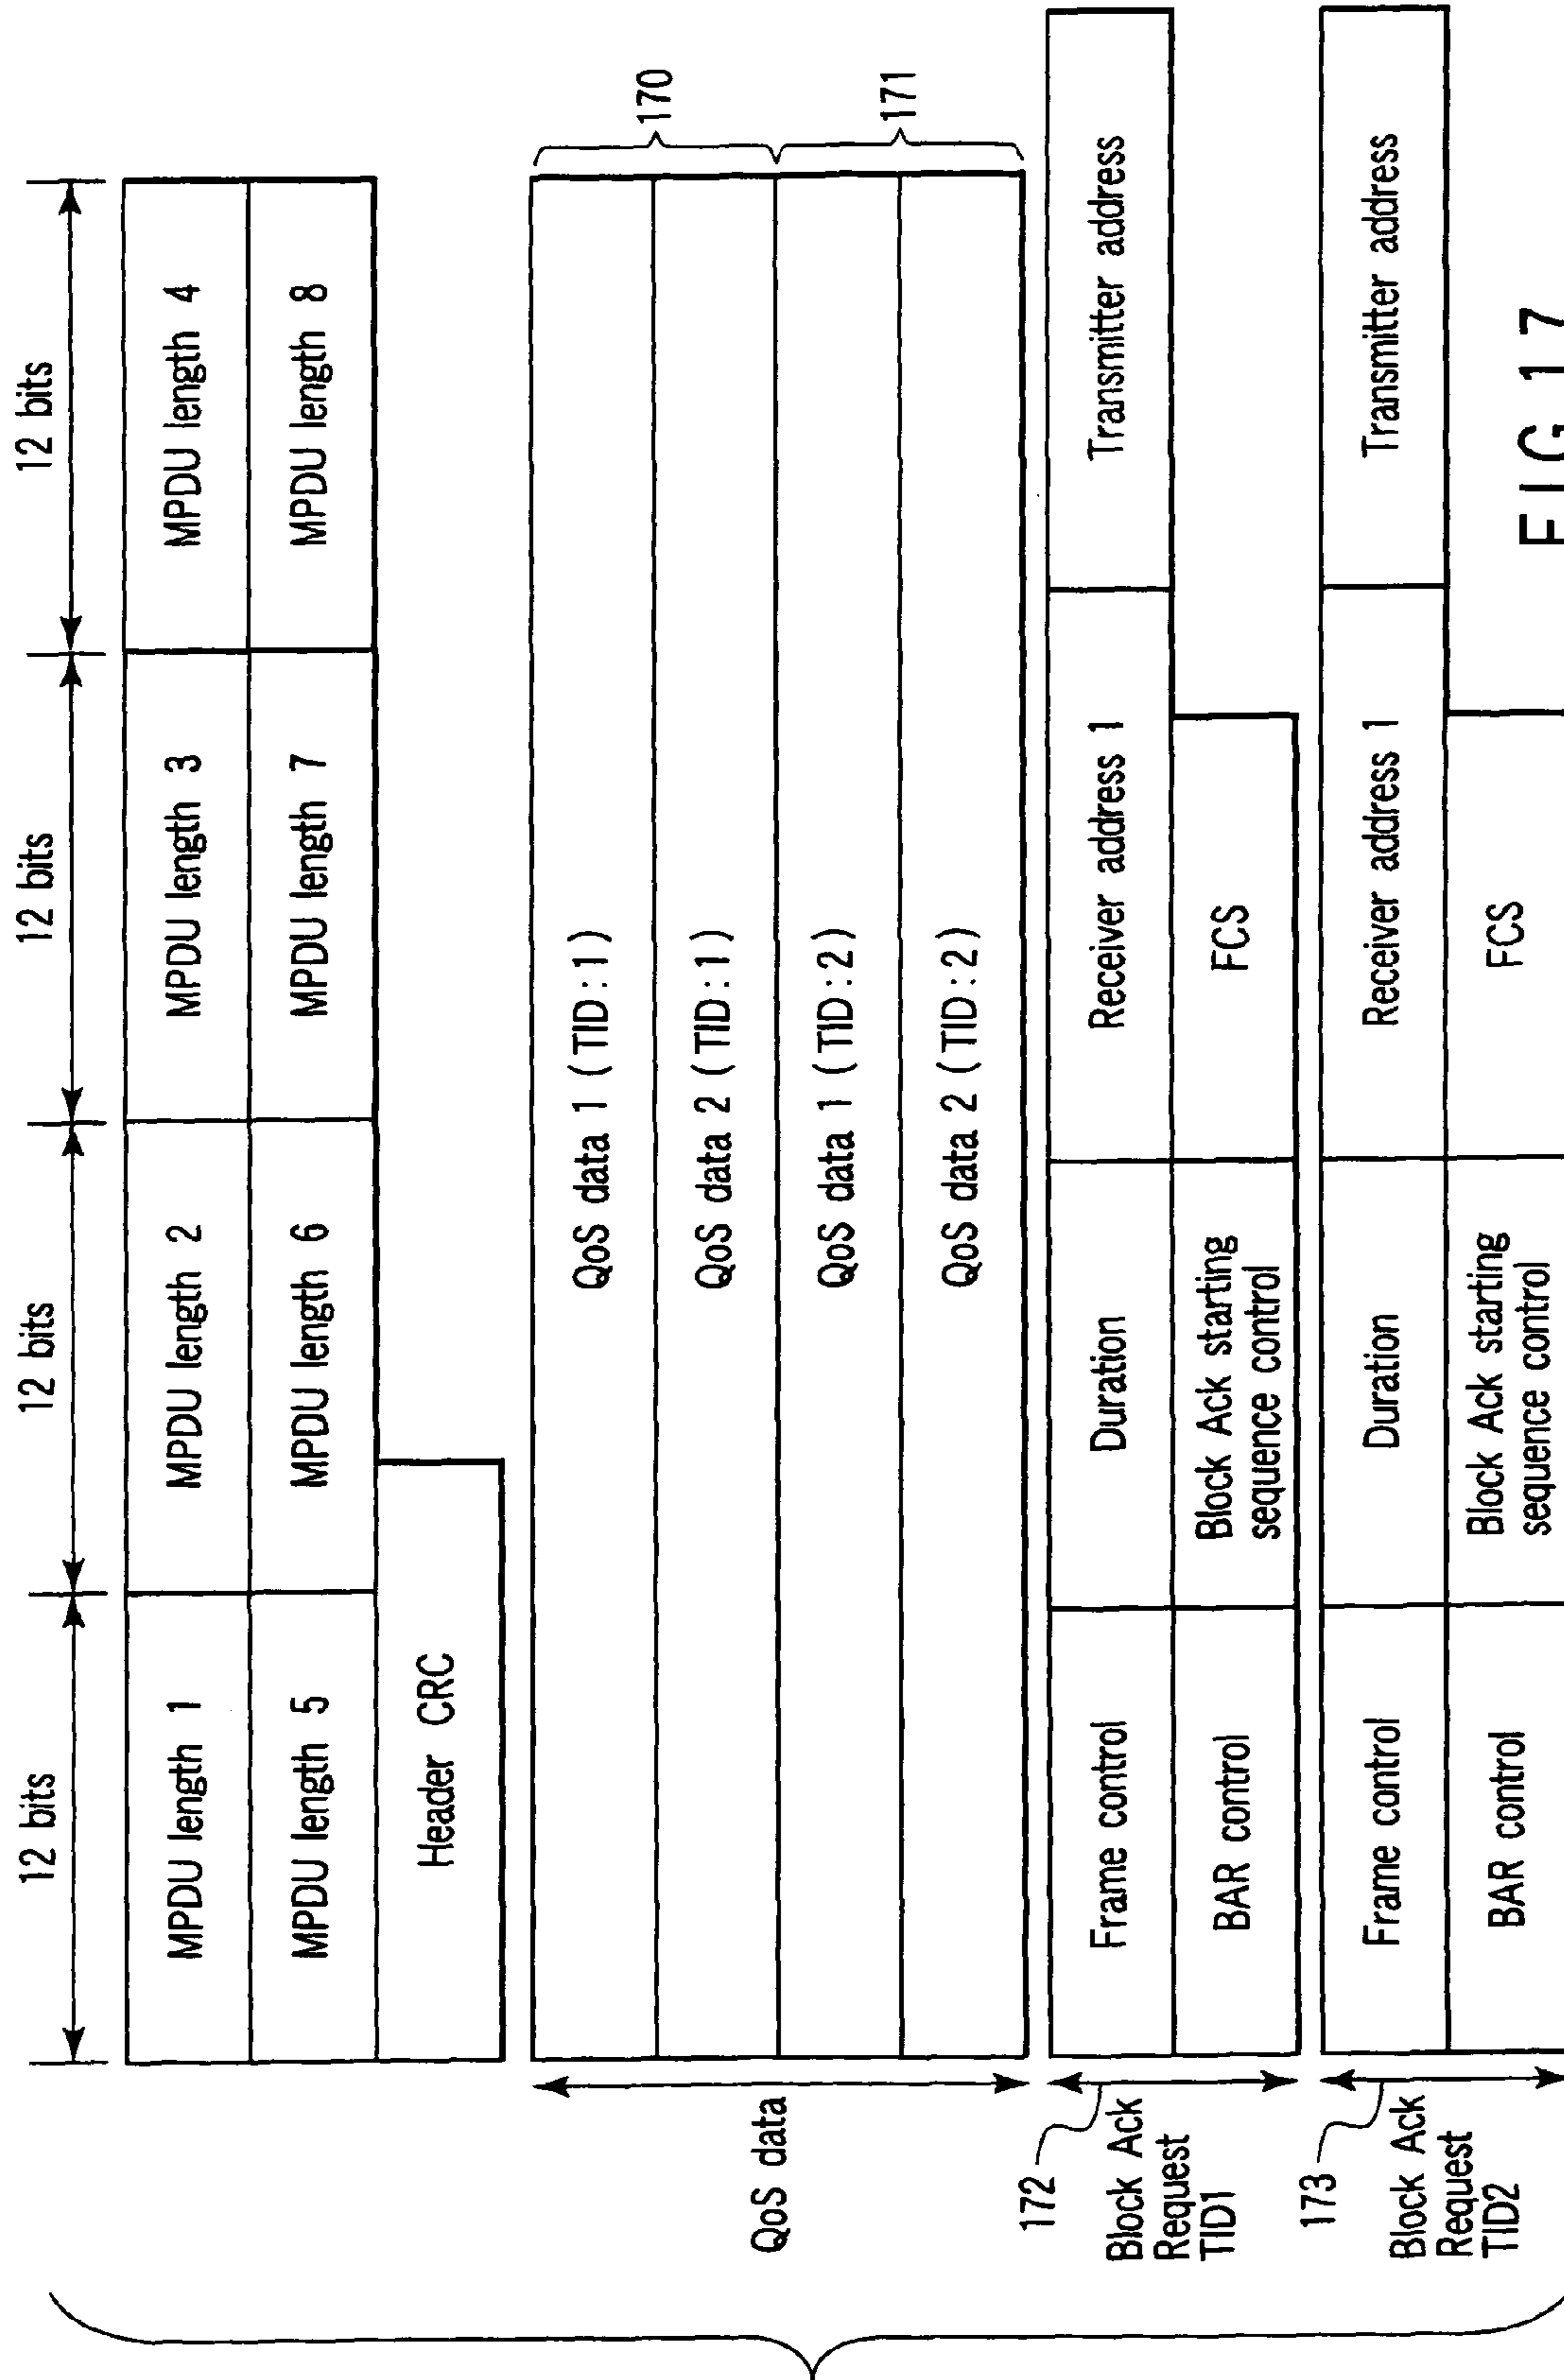 12 bits
12 bits
12 bits
12 bits
MPDU length 1
MPDU length 2
MPDU length 3
MPDU length 4
MPDU length 5
MPDU length 6
MPDU length 7
MPDU length 8
Header CRC
QoS data
QoS data 1 (TID:1)
QoS data 2 (TID:1)
170
QoS data 1 (TID:2)
QoS data 2 (TID:2)
171
172
Block Ack
Request
TID1
Frame control
Duration
Receiver address 1
Transmitter address
BAR control
Block Ack starting
sequence control
FCS
173
Block Ack
Request
TID2
Frame control
Duration
Receiver address 1
Transmitter address
BAR control
Block Ack starting
sequence control
FCS
FIG.17